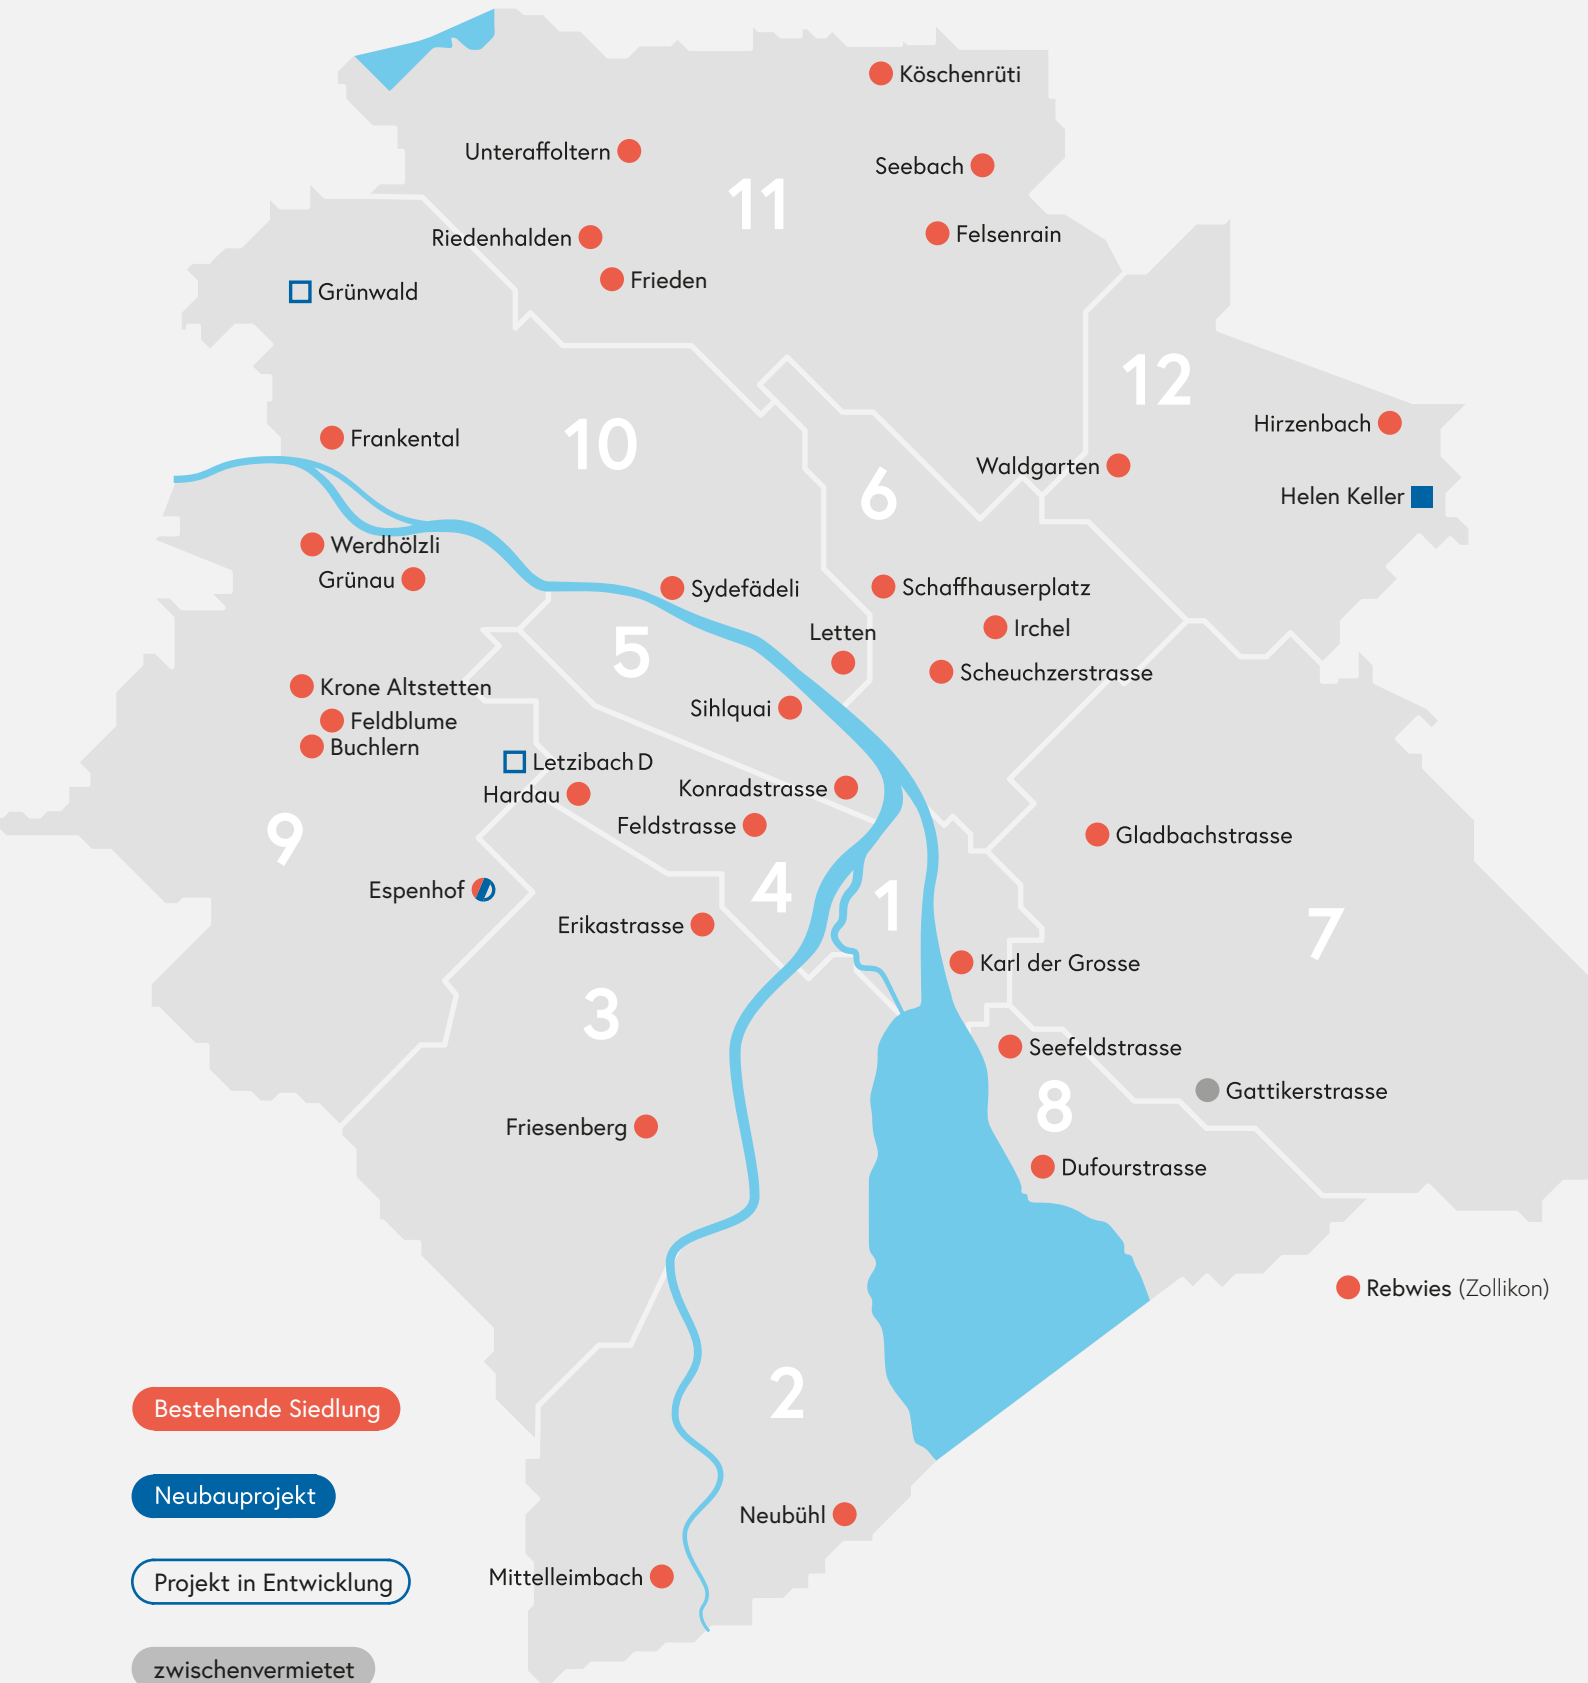 Köschenrüti
Unteraffoltern
Seebach
11
Riedenhalden
Felsenrain
Frieden
Grünwald
12
Hirzenbach
Frankental
10
Waldgarten
6
Helen Keller
Werdhölzli
Grünau
Sydefädeli
Schaffhauserplatz
Letten
Irchel
5
Scheuchzerstrasse
Krone Altstetten
Sihlquai
Feldblume
Buchlern
Letzibach D
Hardau
Konradstrasse
Feldstrasse
9
Gladbachstrasse
Espenhof
4
1
Erikastrasse
7
Karl der Grosse
3
Seefeldstrasse
Gattikerstrasse
8
Friesenberg
Dufourstrasse
Rebwies (Zollikon)
2
Bestehende Siedlung
Neubauprojekt
Neubühl
Mittelleimbach
Projekt in Entwicklung
zwischenvermietet